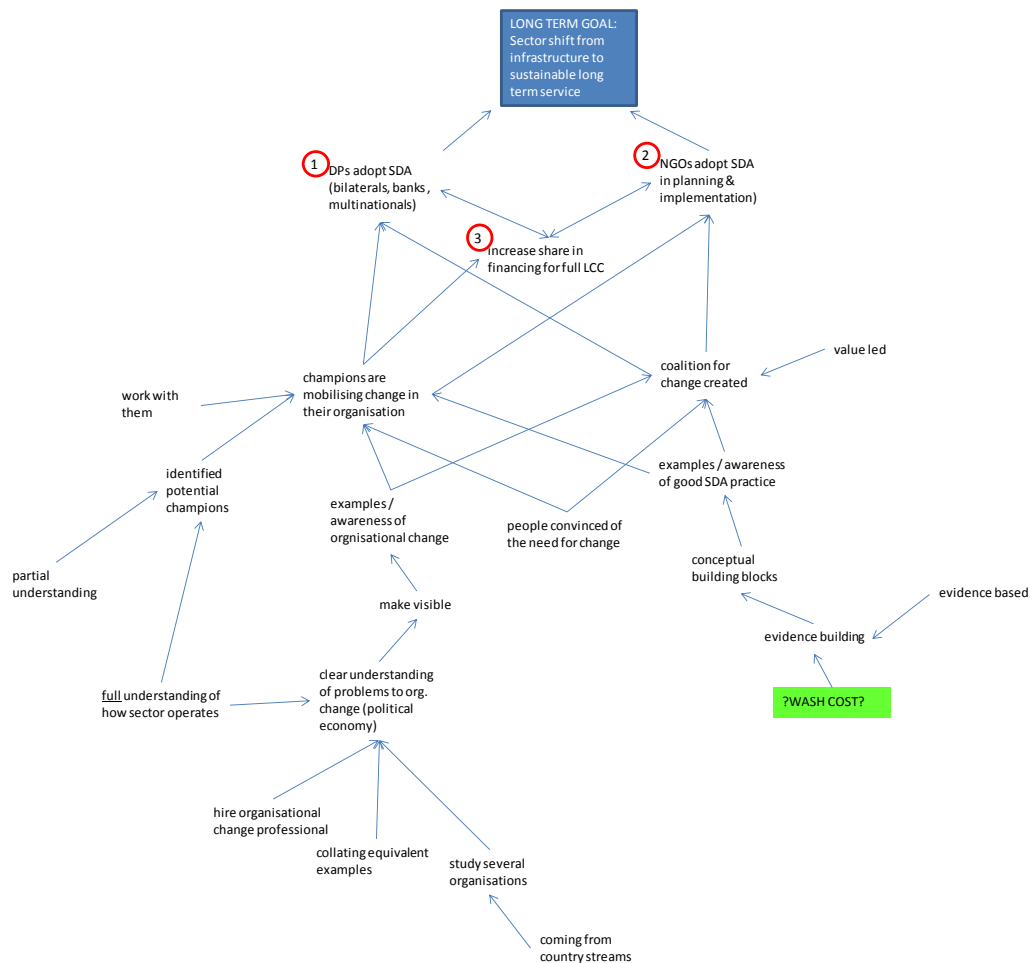 LONG TERM GOAL:
Sector shift from
infrastructure to
sustainable long
term service
1
DPs adopt SDA
(bilaterals, banks ,
multinationals)
2
NGOs adopt SDA
in planning &
implementation)
3
Increase share in
financing for full LCC
champions are
mobilising change in
their organisation
coalition for
change created
value led
work with
them
identified
potential
champions
examples /
awareness of
orgnisational change
people convinced of
the need for change
examples / awareness
of good SDA practice
partial
understanding
make visible
conceptual
building blocks
evidence based
evidence building
full understanding of
how sector operates
clear understanding
of problems to org.
change (political
economy)
?WASH COST?
hire organisational
change professional
collating equivalent
examples
study several
organisations
coming from
country streams